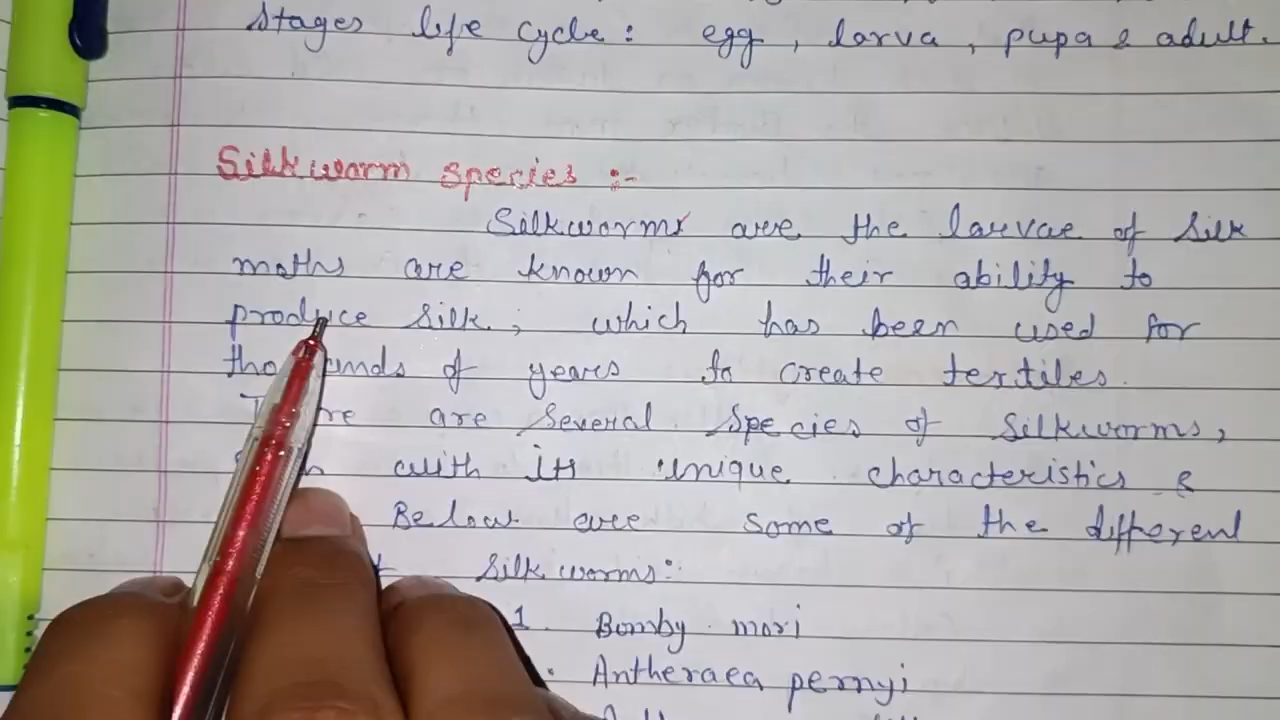 Stages life cycle: egg, larva, pupa & adult.
Silkworm species :-
Silkworms are the larvae of silk
moths are known for their ability to
produce silk, which has been used for
of years to create textiles.
are several species of silkworms,
with its unique characteristics &
Below are some of the different
silkworms:
1. Bomby mori
Antheraea pernyi